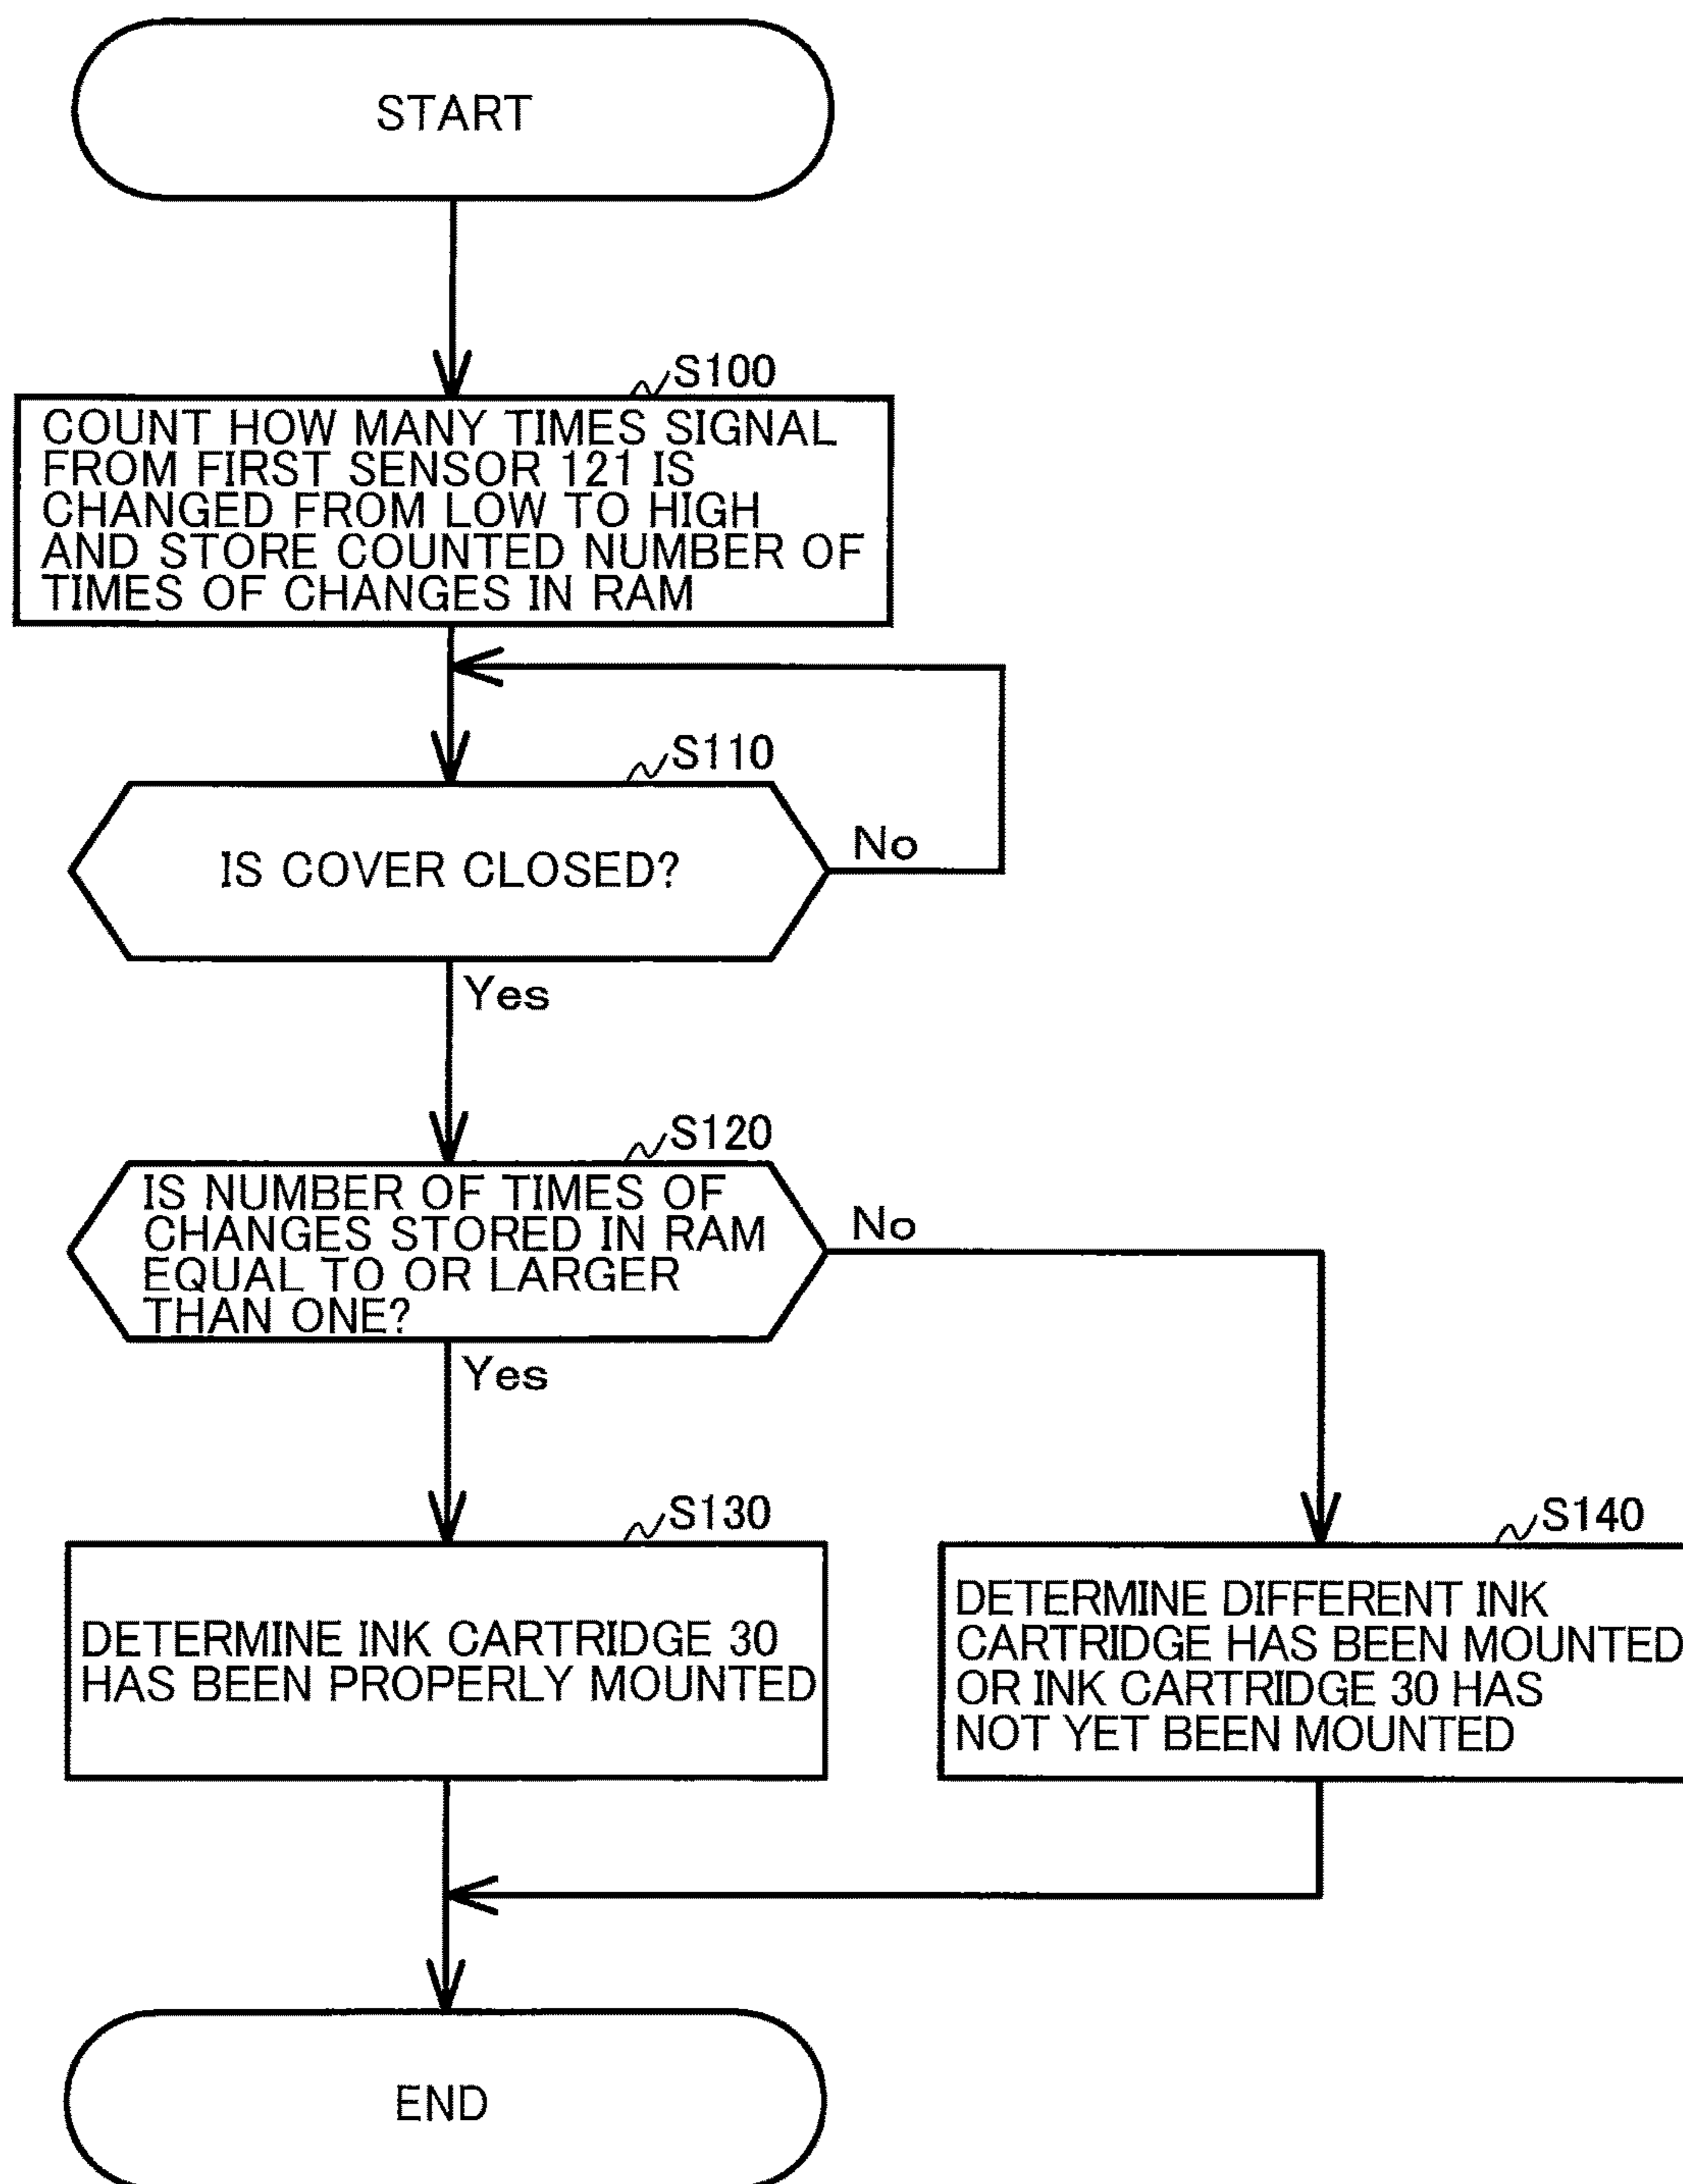 START
S100
COUNT HOW MANY TIMES SIGNAL
FROM FIRST SENSOR 121 IS
CHANGED FROM LOW TO HIGH
AND STORE COUNTED NUMBER OF
TIMES OF CHANGES IN RAM
S110
IS COVER CLOSED?
No
Yes
S120
IS NUMBER OF TIMES OF
CHANGES STORED IN RAM
EQUAL TO OR LARGER
THAN ONE?
No
Yes
S130
DETERMINE INK CARTRIDGE 30
HAS BEEN PROPERLY MOUNTED
S140
DETERMINE DIFFERENT INK
CARTRIDGE HAS BEEN MOUNTED
OR INK CARTRIDGE 30 HAS
NOT YET BEEN MOUNTED
END